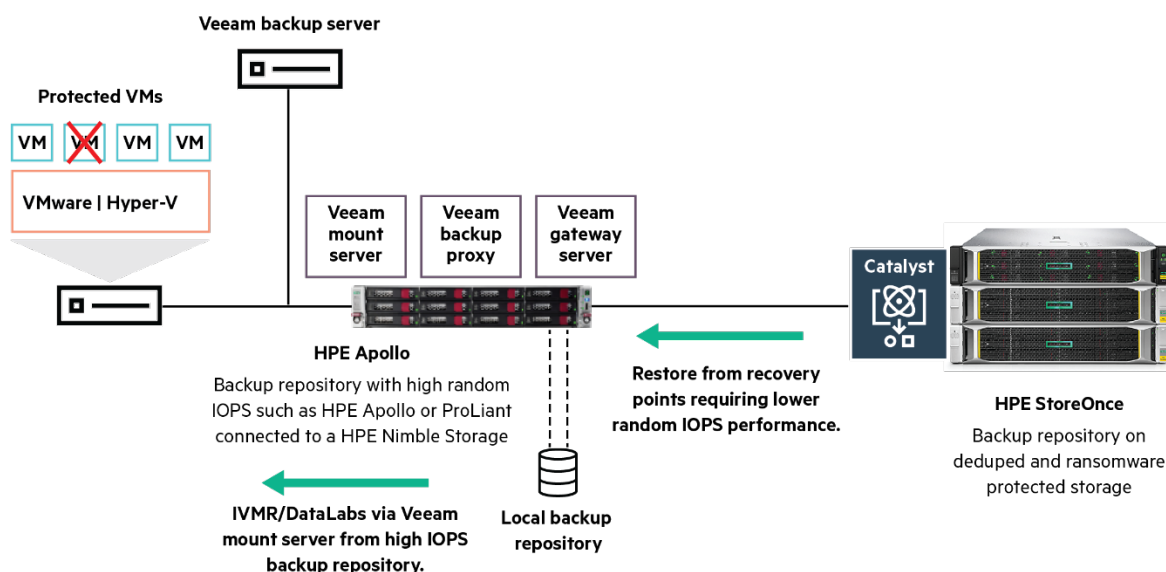 Veeam backup server
Protected VMs
VM
VM
VM
VM
VMware | Hyper-V
Veeam
mount
server
Veeam
backup
proxy
Veeam
gateway
server
Catalyst
HPE Apollo
Backup repository with high random
IOPS such as HPE Apollo or ProLiant
connected to a HPE Nimble Storage
Restore from recovery
points requiring lower
random IOPS performance.
HPE StoreOnce
Backup repository on
deduped and ransomware
protected storage
IVMR/DataLabs via Veeam
mount server from high IOPS
backup repository.
Local backup
repository